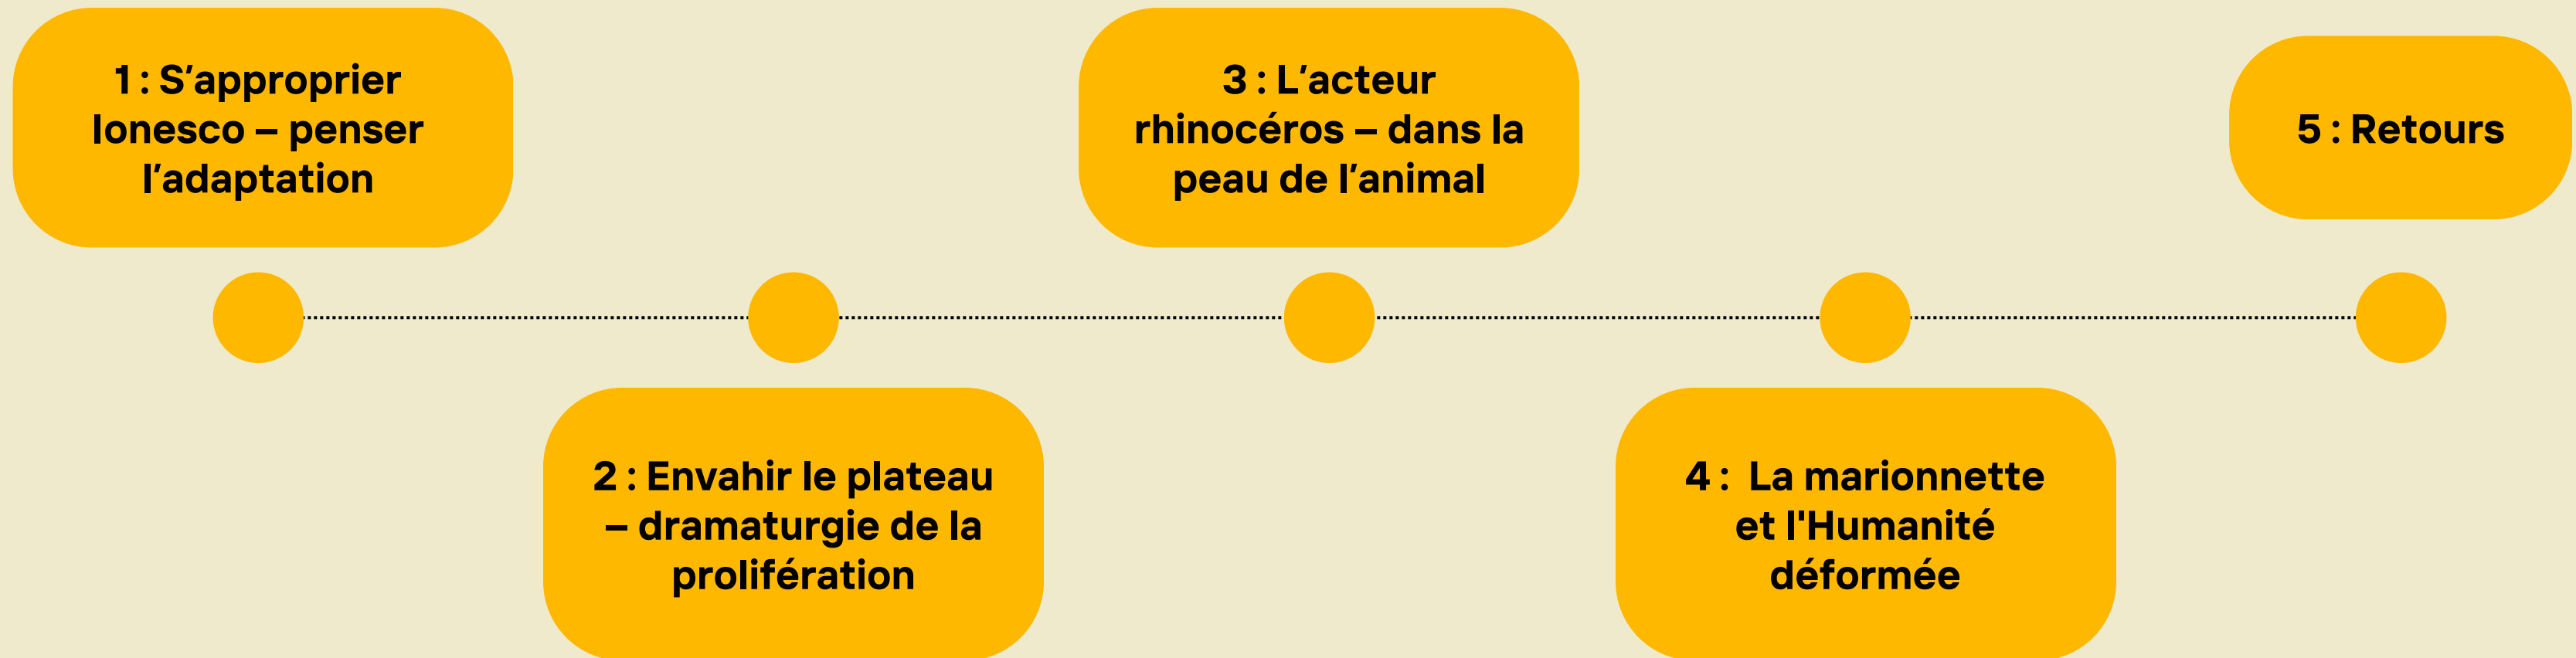 1 : S’approprier
Ionesco – penser
l’adaptation
2 : Envahir le plateau
– dramaturgie de la
prolifération
3 : L’acteur
rhinocéros – dans la
peau de l’animal
4 :  La marionnette
et l'Humanité
déformée
5 : Retours